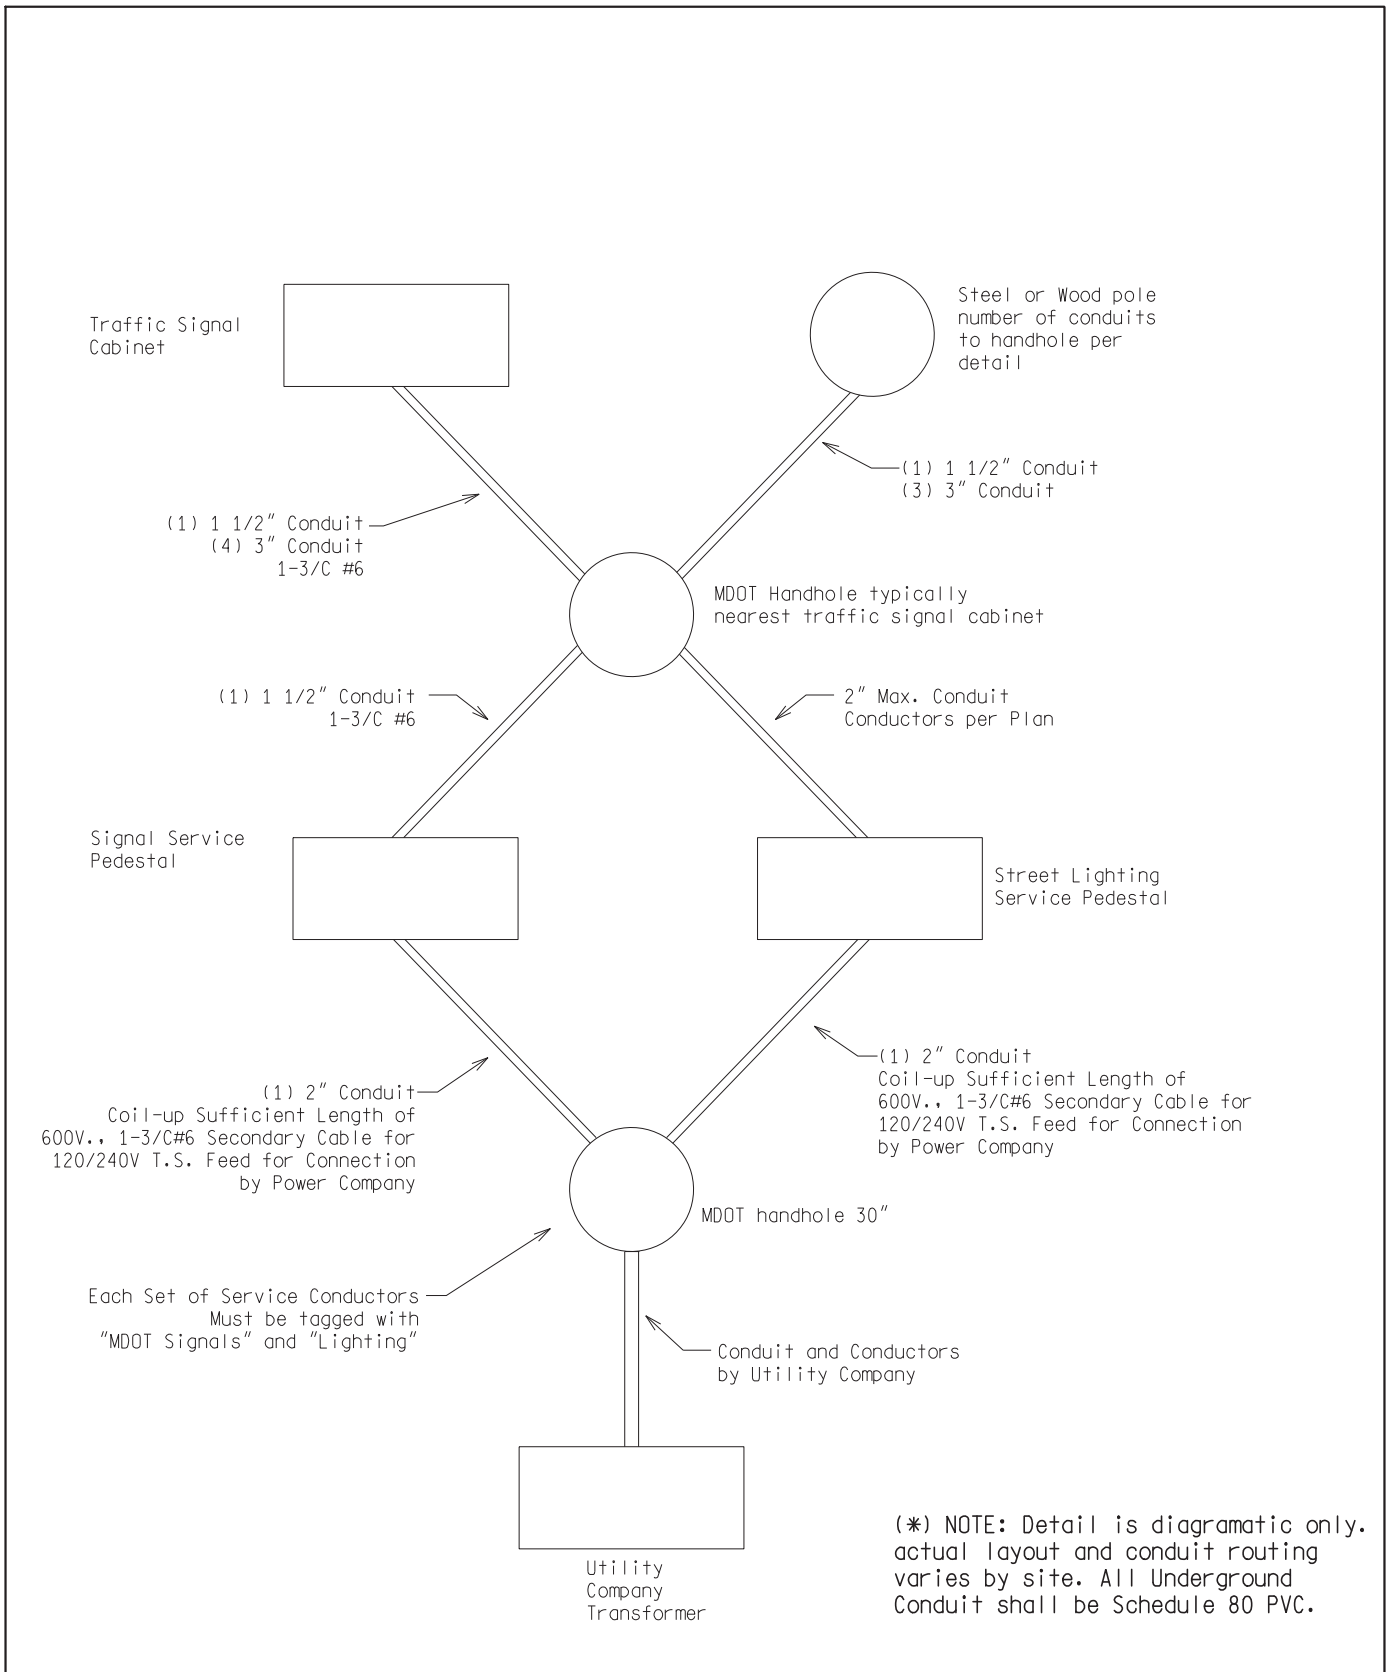 Traffic Signal
Cabinet
Steel or Wood pole
number of conduits
to handhole per
detail
(1) 1 1/2" Conduit
(3) 3" Conduit
(1) 1 1/2" Conduit
(4) 3" Conduit
1-3/C #6
MDOT Handhole typically
nearest traffic signal cabinet
(1) 1 1/2" Conduit
1-3/C #6
2" Max. Conduit
Conductors per Plan
Signal Service
Pedestal
Street Lighting
Service Pedestal
(1) 2" Conduit
Coil-up Sufficient Length of
600V., 1-3/C#6 Secondary Cable for
120/240V T.S. Feed for Connection
by Power Company
(1) 2" Conduit
Coil-up Sufficient Length of
600V., 1-3/C#6 Secondary Cable for
120/240V T.S. Feed for Connection
by Power Company
MDOT handhole 30"
Each Set of Service Conductors
Must be tagged with
"MDOT Signals" and "Lighting"
Conduit and Conductors
by Utility Company
Utility
Company
Transformer
(*) NOTE: Detail is diagramatic only.
actual layout and conduit routing
varies by site. All Underground
Conduit shall be Schedule 80 PVC.